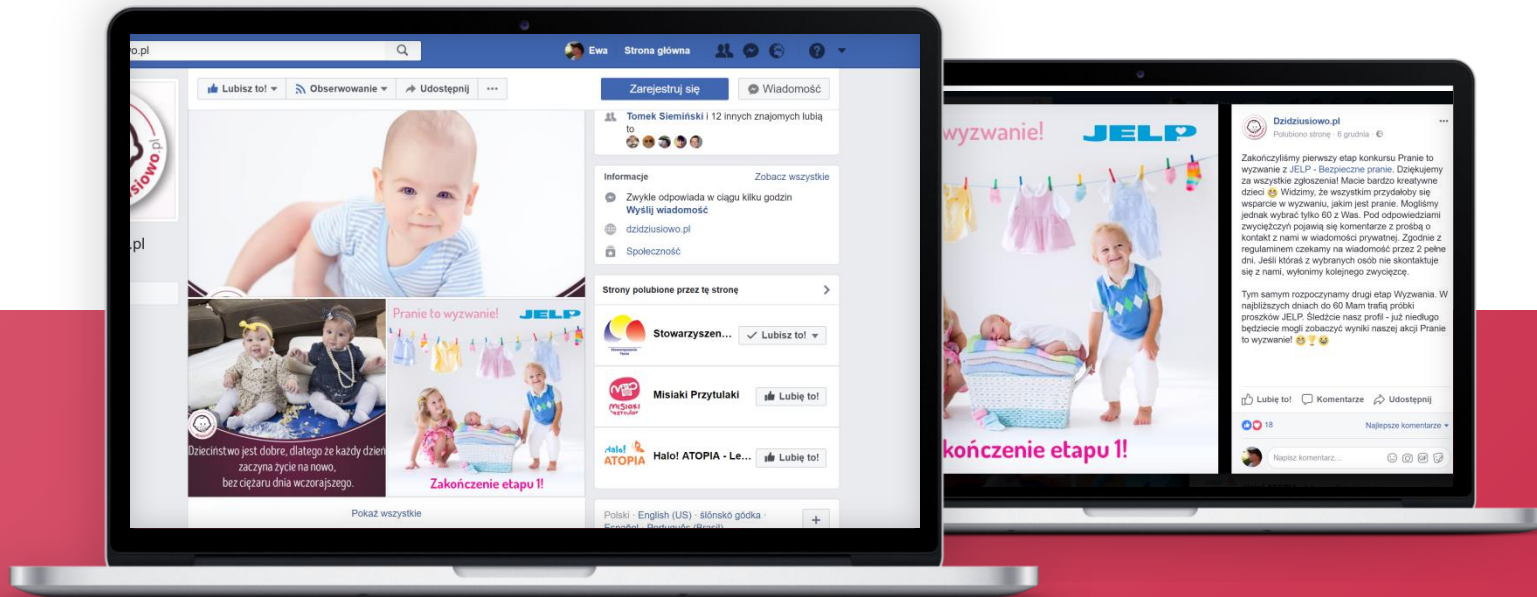 o.pl
Ewa Strona główna
Lubisz to! Obserwowanie Udostępnij
Zarejestruj się Wiadomość
siowo.pl
.pl
Tomek Siemiński i 12 innych znajomych lubią
to
Informacje Zobacz wszystkie
Zwykle odpowiada w ciągu kilku godzin
Wyślij wiadomość
dzidziusiowo.pl
Społeczność
Strony polubione przez tę stronę
Stowarzyszen... Lubisz to!
MiSiAKi
Misiaki Przytulaki Lubię to!
Halo!
ATOPIA
Halo! ATOPIA - Le... Lubię to!
Polski · English (US) · ślōnskŏ gŏdka ·
Español · Português (Brasil)
Pranie to wyzwanie! JELP
Dzieciństwo jest dobre, dlatego że każdy dzień
zaczyna życie na nowo,
bez ciężaru dnia wczorajszego.
Zakończenie etapu 1!
Pokaż wszystkie
wyzwanie! JELP
kończenie etapu 1!
Dzidziusiowo.pl
Polubiono stronę · 6 grudnia ·
Zakończyliśmy pierwszy etap konkursu Pranie to
wyzwanie z JELP - Bezpieczne pranie. Dziękujemy
za wszystkie zgłoszenia! Macie bardzo kreatywne
dzieci 😀 Widzimy, że wszystkim przydałoby się
wsparcie w wyzwaniu, jakim jest pranie. Mogliśmy
jednak wybrać tylko 60 z Was. Pod odpowiedziami
zwyciężczyń pojawią się komentarze z prośbą o
kontakt z nami w wiadomości prywatnej. Zgodnie z
regulaminem czekamy na wiadomość przez 2 pełne
dni. Jeśli któraś z wybranych osób nie skontaktuje
się z nami, wyłonimy kolejnego zwycięzcę.
Tym samym rozpoczynamy drugi etap Wyzwania. W
najbliższych dniach do 60 Mam trafią próbki
proszków JELP. Śledźcie nasz profil - już niedługo
będziecie mogli zobaczyć wyniki naszej akcji Pranie
to wyzwanie! 😀🏆😀
Lubię to! Komentarze Udostępnij
18 Najlepsze komentarze
Napisz komentarz... GIF